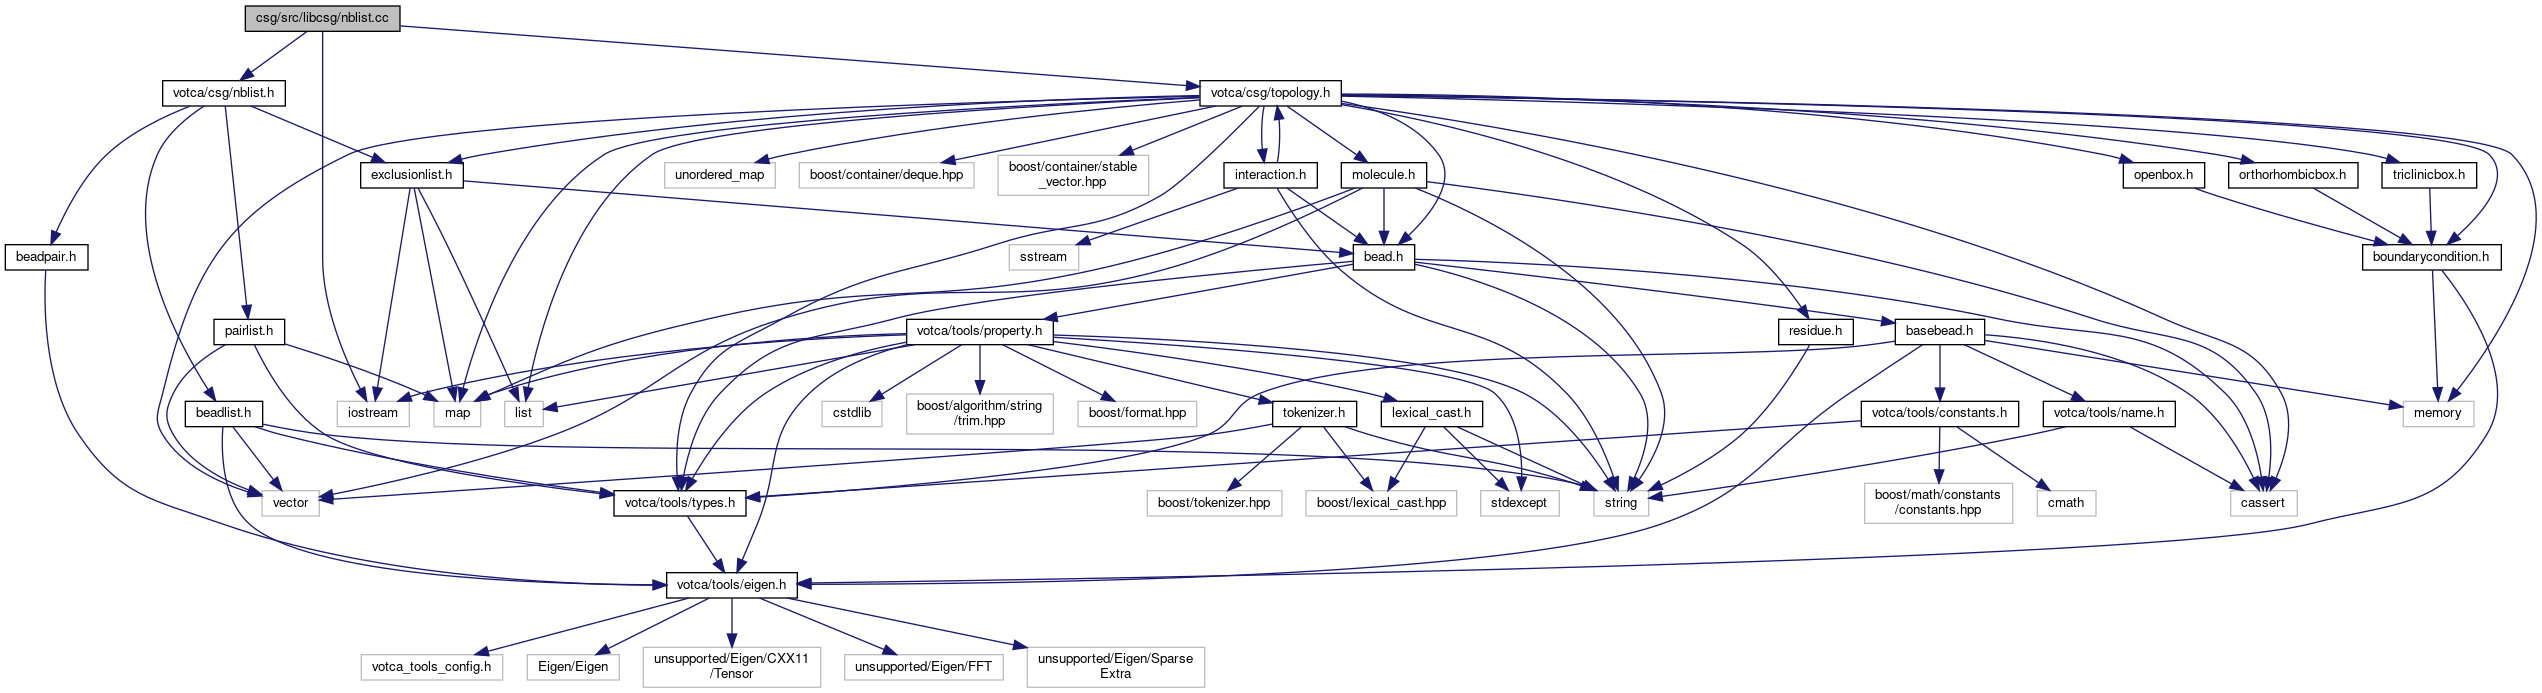 csg/src/libcsg/nblist.cc
votca/csg/nblist.h
votca/csg/topology.h
exclusionlist.h
unordered_map
boost/container/deque.hpp
boost/container/stable
_vector.hpp
interaction.h
molecule.h
openbox.h
orthorhombicbox.h
triclinicbox.h
beadpair.h
sstream
bead.h
boundarycondition.h
pairlist.h
votca/tools/property.h
residue.h
basebead.h
beadlist.h
iostream
map
list
cstdlib
boost/algorithm/string
/trim.hpp
boost/format.hpp
tokenizer.h
lexical_cast.h
votca/tools/constants.h
votca/tools/name.h
memory
vector
votca/tools/types.h
boost/tokenizer.hpp
boost/lexical_cast.hpp
stdexcept
string
boost/math/constants
/constants.hpp
cmath
cassert
votca/tools/eigen.h
votca_tools_config.h
Eigen/Eigen
unsupported/Eigen/CXX11
/Tensor
unsupported/Eigen/FFT
unsupported/Eigen/Sparse
Extra